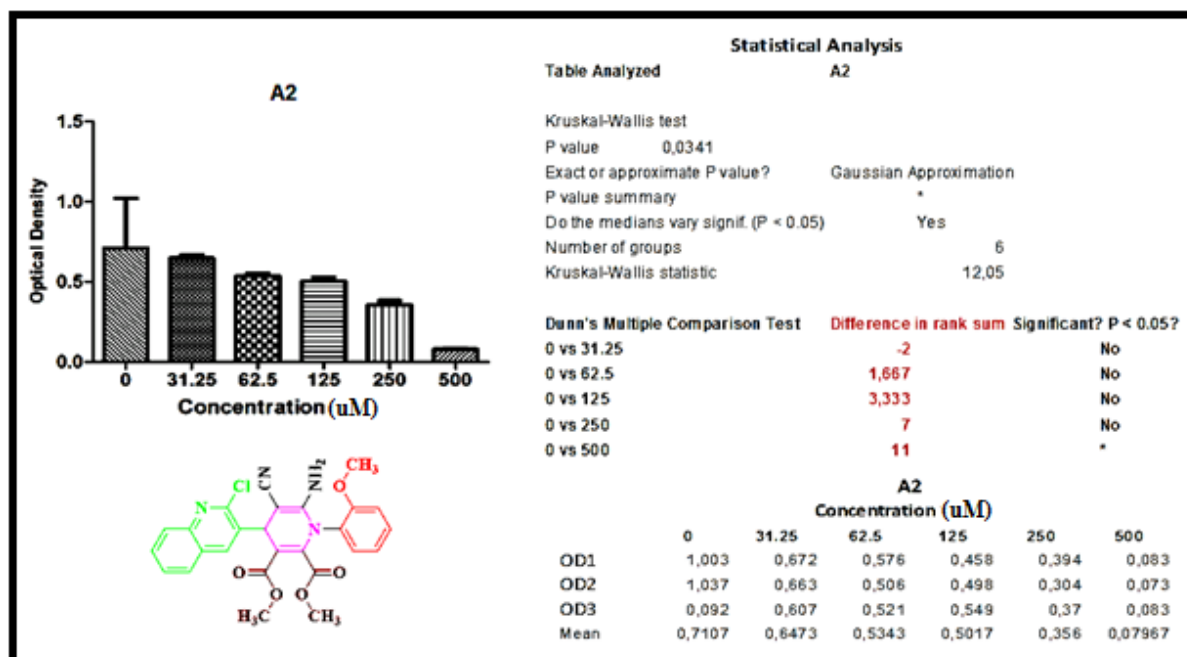 A2
1.5
1.0
0.5
0.0
Optical Density
0 31.25 62.5 125 250 500
Concentration (uM)
N
Cl
CN
NH₂
O
CH₃
N
O
O
O
O
H₃C
CH₃
Statistical Analysis
Table Analyzed A2
Kruskal-Wallis test
P value 0,0341
Exact or approximate P value? Gaussian Approximation
P value summary *
Do the medians vary signif. (P < 0.05) Yes
Number of groups 6
Kruskal-Wallis statistic 12,05
Dunn's Multiple Comparison Test Difference in rank sum Significant? P < 0.05?
0 vs 31.25 -2 No
0 vs 62.5 1,667 No
0 vs 125 3,333 No
0 vs 250 7 No
0 vs 500 11 *
A2
Concentration (uM)
0 31.25 62.5 125 250 500
OD1 1,003 0,672 0,576 0,458 0,394 0,083
OD2 1,037 0,663 0,506 0,498 0,304 0,073
OD3 0,092 0,607 0,521 0,549 0,37 0,083
Mean 0,7107 0,6473 0,5343 0,5017 0,356 0,07967